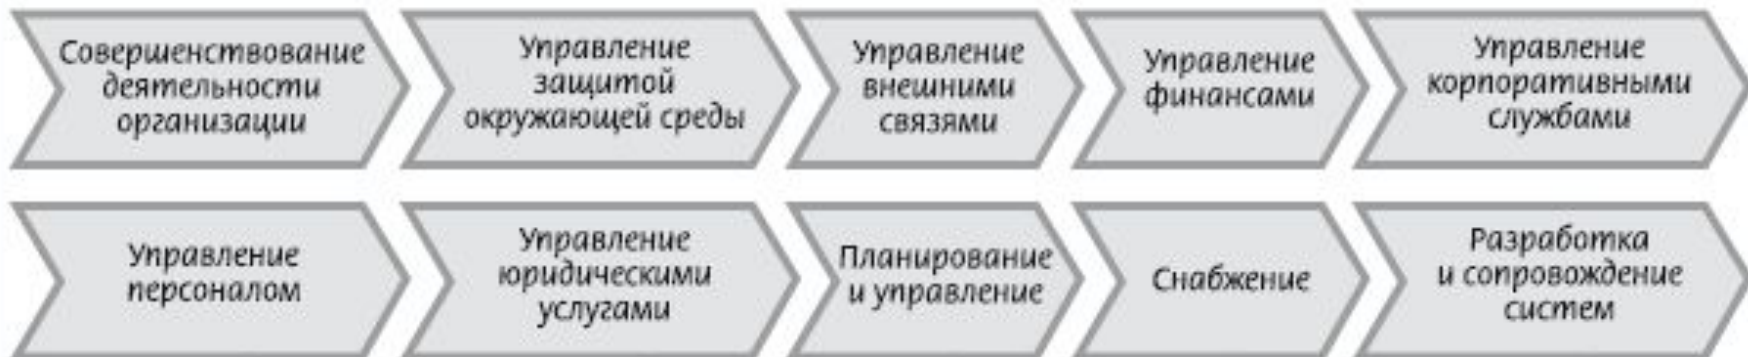 Совершенствование
деятельности
организации
Управление
защитой
окружающей среды
Управление
внешними
связями
Управление
финансами
Управление
корпоративными
службами
Управление
персоналом
Управление
юридическими
услугами
Планирование
и управление
Снабжение
Разработка
и сопровождение
систем